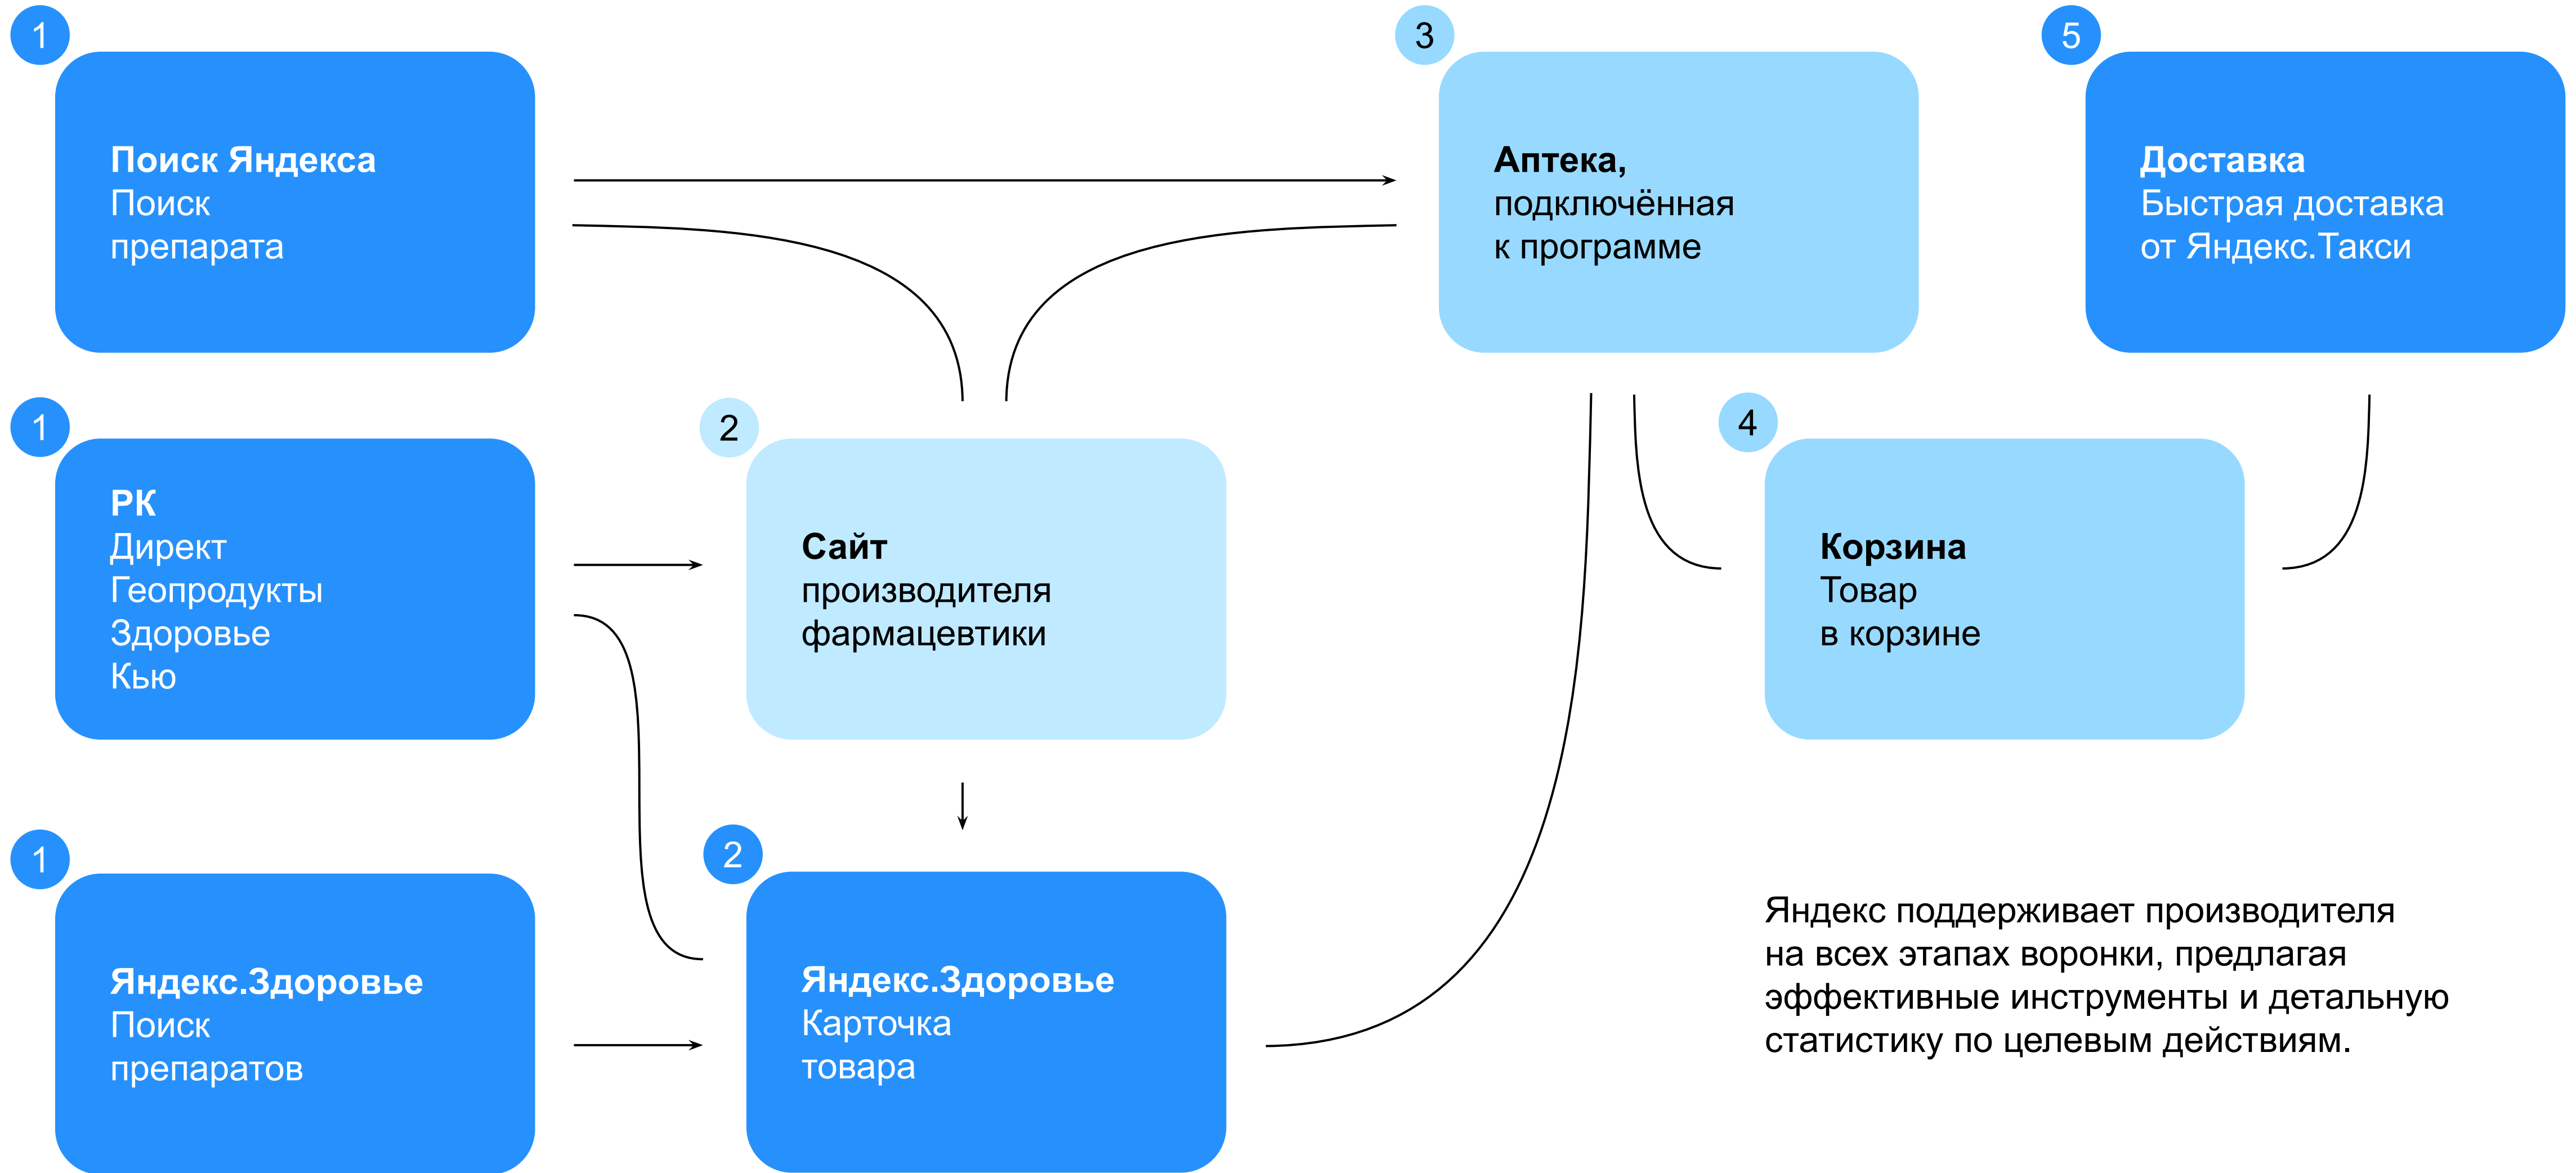 1
Поиск Яндекса
Поиск
препарата
1
РК
Директ
Геопродукты
Здоровье
Кью
1
Яндекс.Здоровье
Поиск
препаратов
2
Сайт
производителя
фармацевтики
2
Яндекс.Здоровье
Карточка
товара
3
Аптека,
подключённая
к программе
4
Корзина
Товар
в корзине
5
Доставка
Быстрая доставка
от Яндекс.Такси
Яндекс поддерживает производителя
на всех этапах воронки, предлагая
эффективные инструменты и детальную
статистику по целевым действиям.